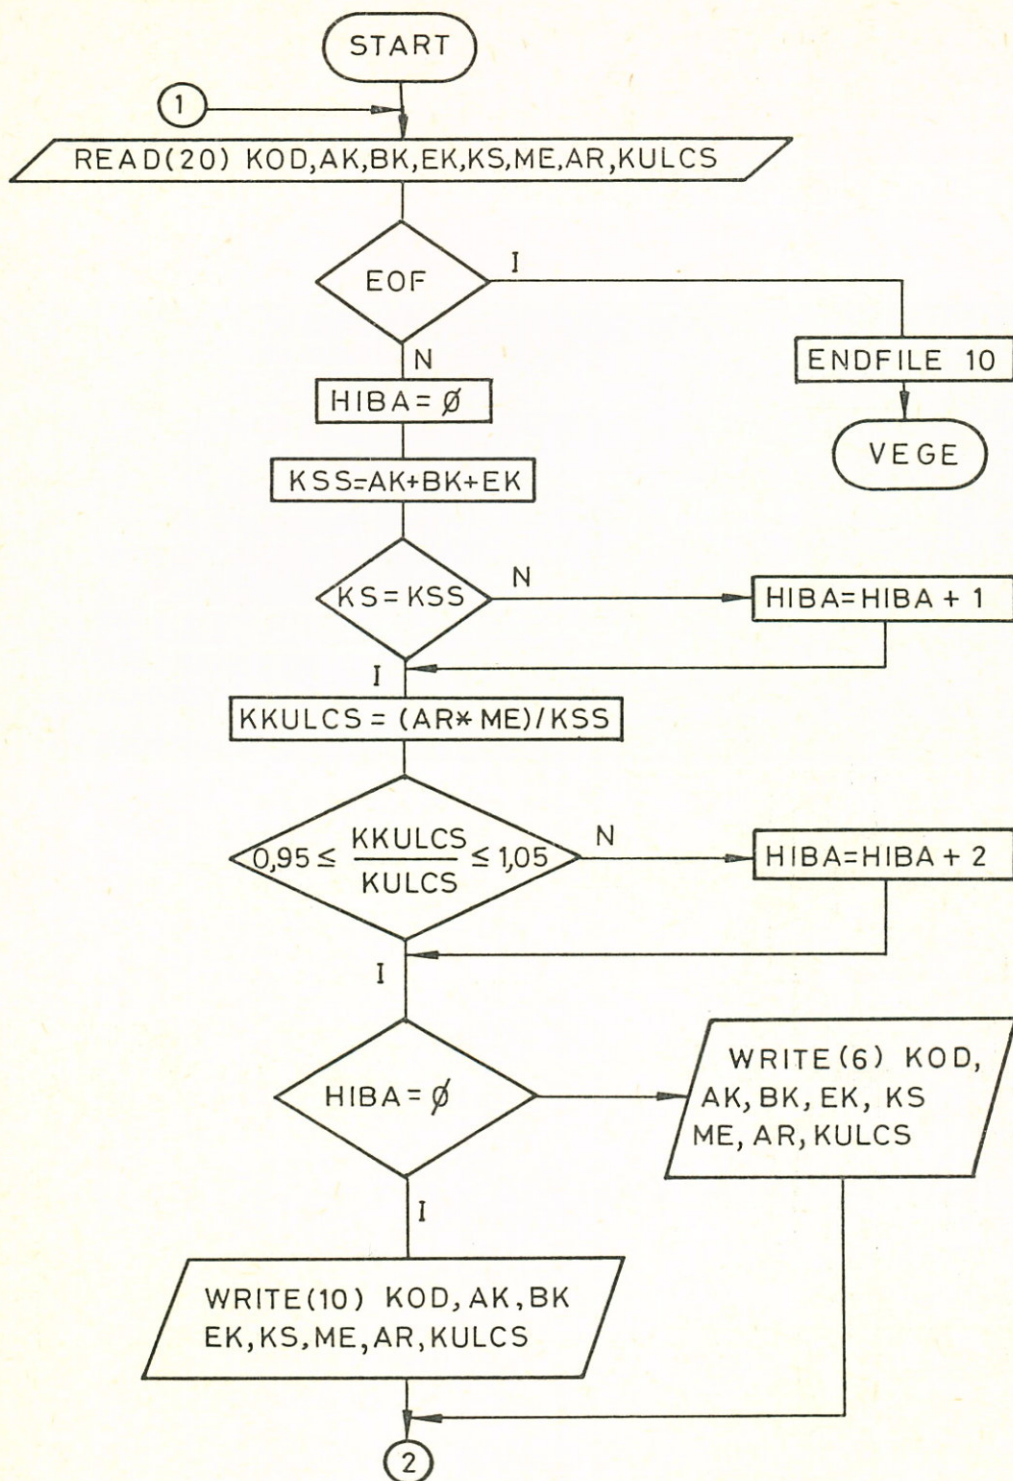 START
1
READ(20) KOD,AK,BK,EK,KS,ME,AR,KULCS
EOF
I
N
ENDFILE 10
HIBA=Ø
VEGE
KSS=AK+BK+EK
KS=KSS
N
HIBA=HIBA+1
I
KKULCS=(AR*ME)/KSS
0,95 ≤ KKULCS/KULCS ≤ 1,05
N
HIBA=HIBA+2
I
HIBA=Ø
WRITE(6) KOD,
AK, BK, EK, KS
ME, AR, KULCS
I
WRITE(10) KOD, AK, BK
EK, KS, ME, AR, KULCS
2